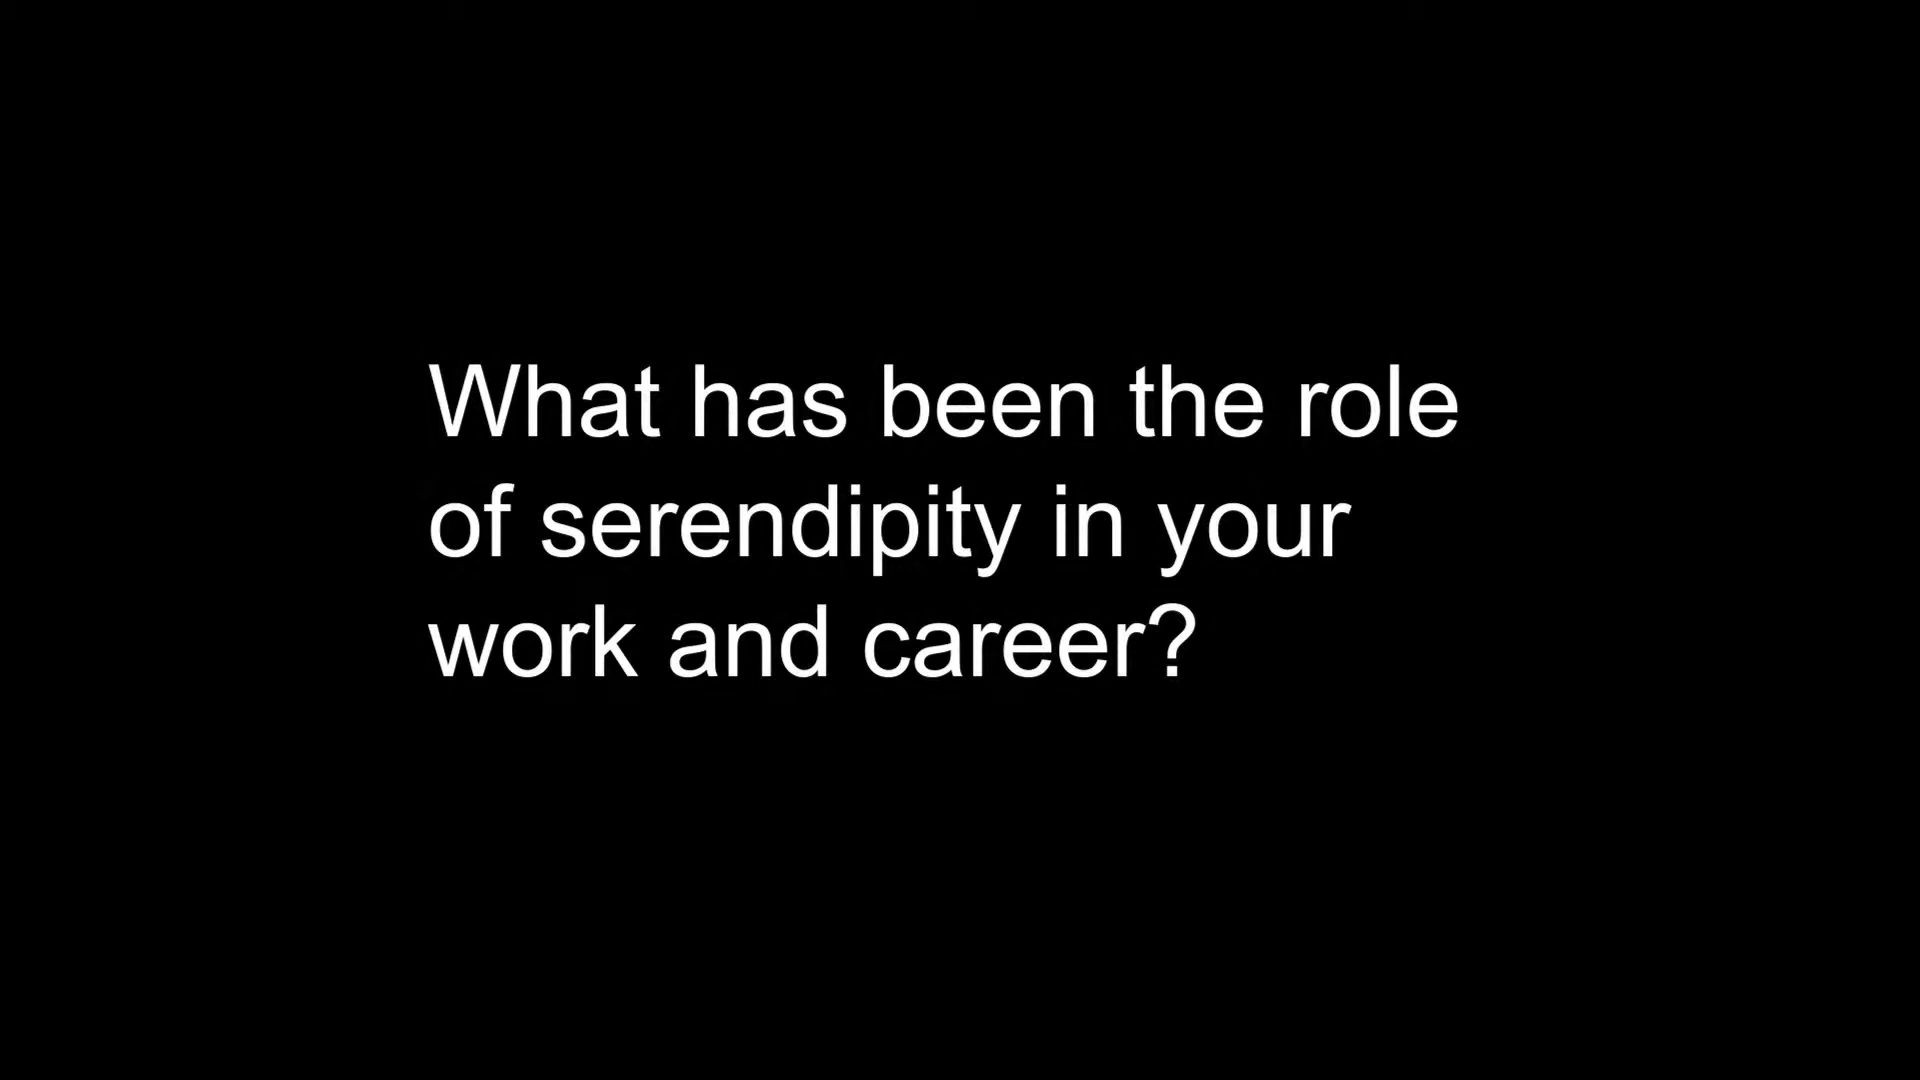 What has been the role
of serendipity in your
work and career?